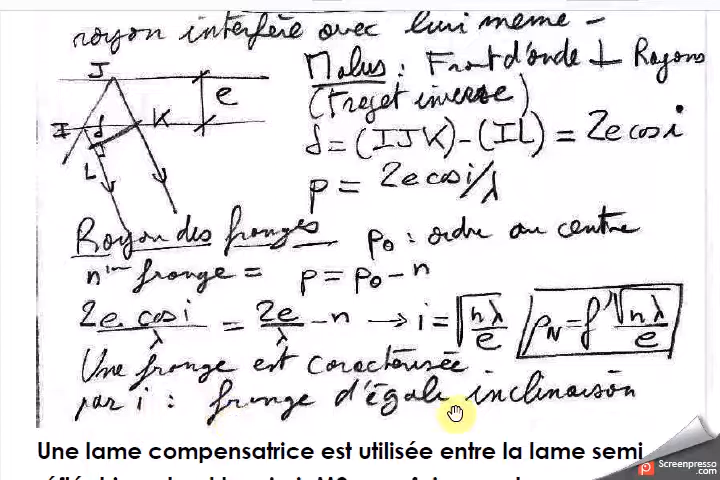 rayon interfère avec lui même -
J
Malus : Front d'onde ⊥ Rayons
e
(Trajet inverse)
I
K
δ = (IJK) - (IL) = 2e cos i
L
p = 2e cos i/λ
Rayon des franges
p₀ : ordre au centre
frange = p = p₀ - n
2e cos i/λ = 2e/λ - n → i = √(nλ/e)
ρN = f'√(nλ/e)
Une frange est caractérisée
par i : frange d'égale inclinaison
Une lame compensatrice est utilisée entre la lame semi
Screenpresso
.com